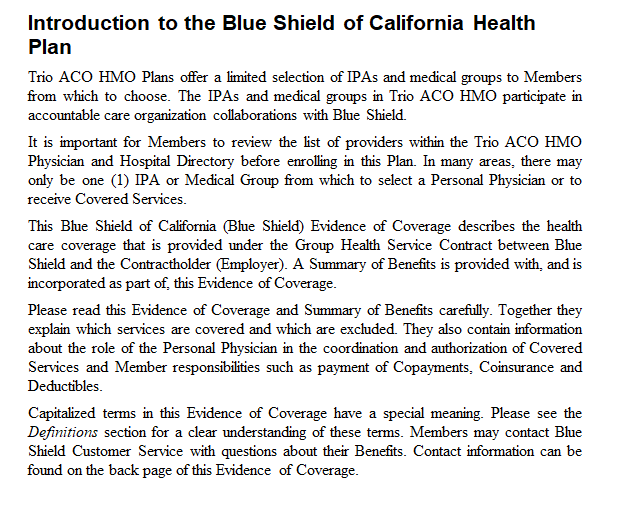 Introduction to the Blue Shield of California Health
Plan
Trio ACO HMO Plans offer a limited selection of IPAs and medical groups to Members
from which to choose. The IPAs and medical groups in Trio ACO HMO participate in
accountable care organization collaborations with Blue Shield.
It is important for Members to review the list of providers within the Trio ACO HMO
Physician and Hospital Directory before enrolling in this Plan. In many areas, there may
only be one (1) IPA or Medical Group from which to select a Personal Physician or to
receive Covered Services.
This Blue Shield of California (Blue Shield) Evidence of Coverage describes the health
care coverage that is provided under the Group Health Service Contract between Blue
Shield and the Contractholder (Employer). A Summary of Benefits is provided with, and is
incorporated as part of, this Evidence of Coverage.
Please read this Evidence of Coverage and Summary of Benefits carefully. Together they
explain which services are covered and which are excluded. They also contain information
about the role of the Personal Physician in the coordination and authorization of Covered
Services and Member responsibilities such as payment of Copayments, Coinsurance and
Deductibles.
Capitalized terms in this Evidence of Coverage have a special meaning. Please see the
Definitions section for a clear understanding of these terms. Members may contact Blue
Shield Customer Service with questions about their Benefits. Contact information can be
found on the back page of this Evidence of Coverage.